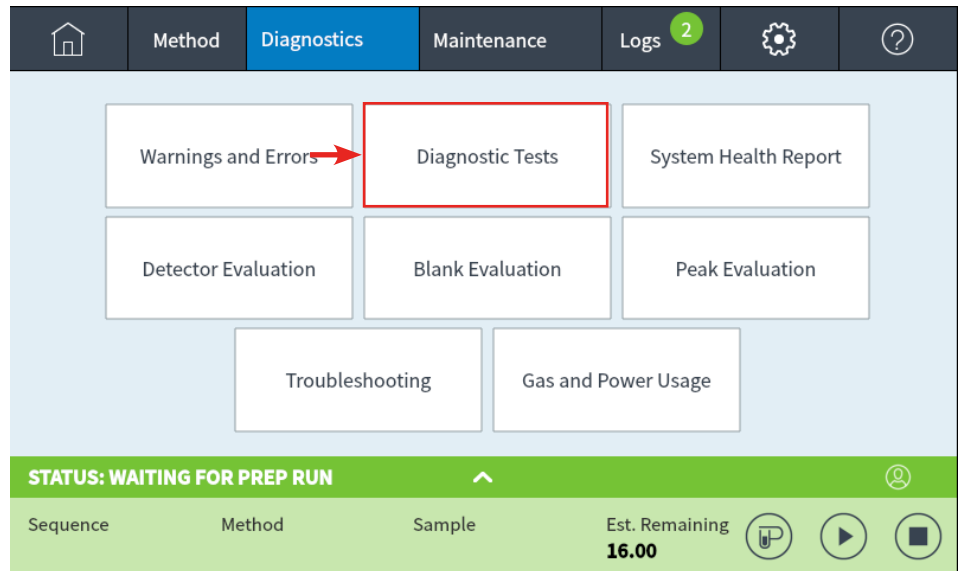 Method Diagnostics Maintenance Logs 2
Warnings and Errors Diagnostic Tests System Health Report
Detector Evaluation Blank Evaluation Peak Evaluation
Troubleshooting Gas and Power Usage
STATUS: WAITING FOR PREP RUN
Sequence Method Sample Est. Remaining
16.00